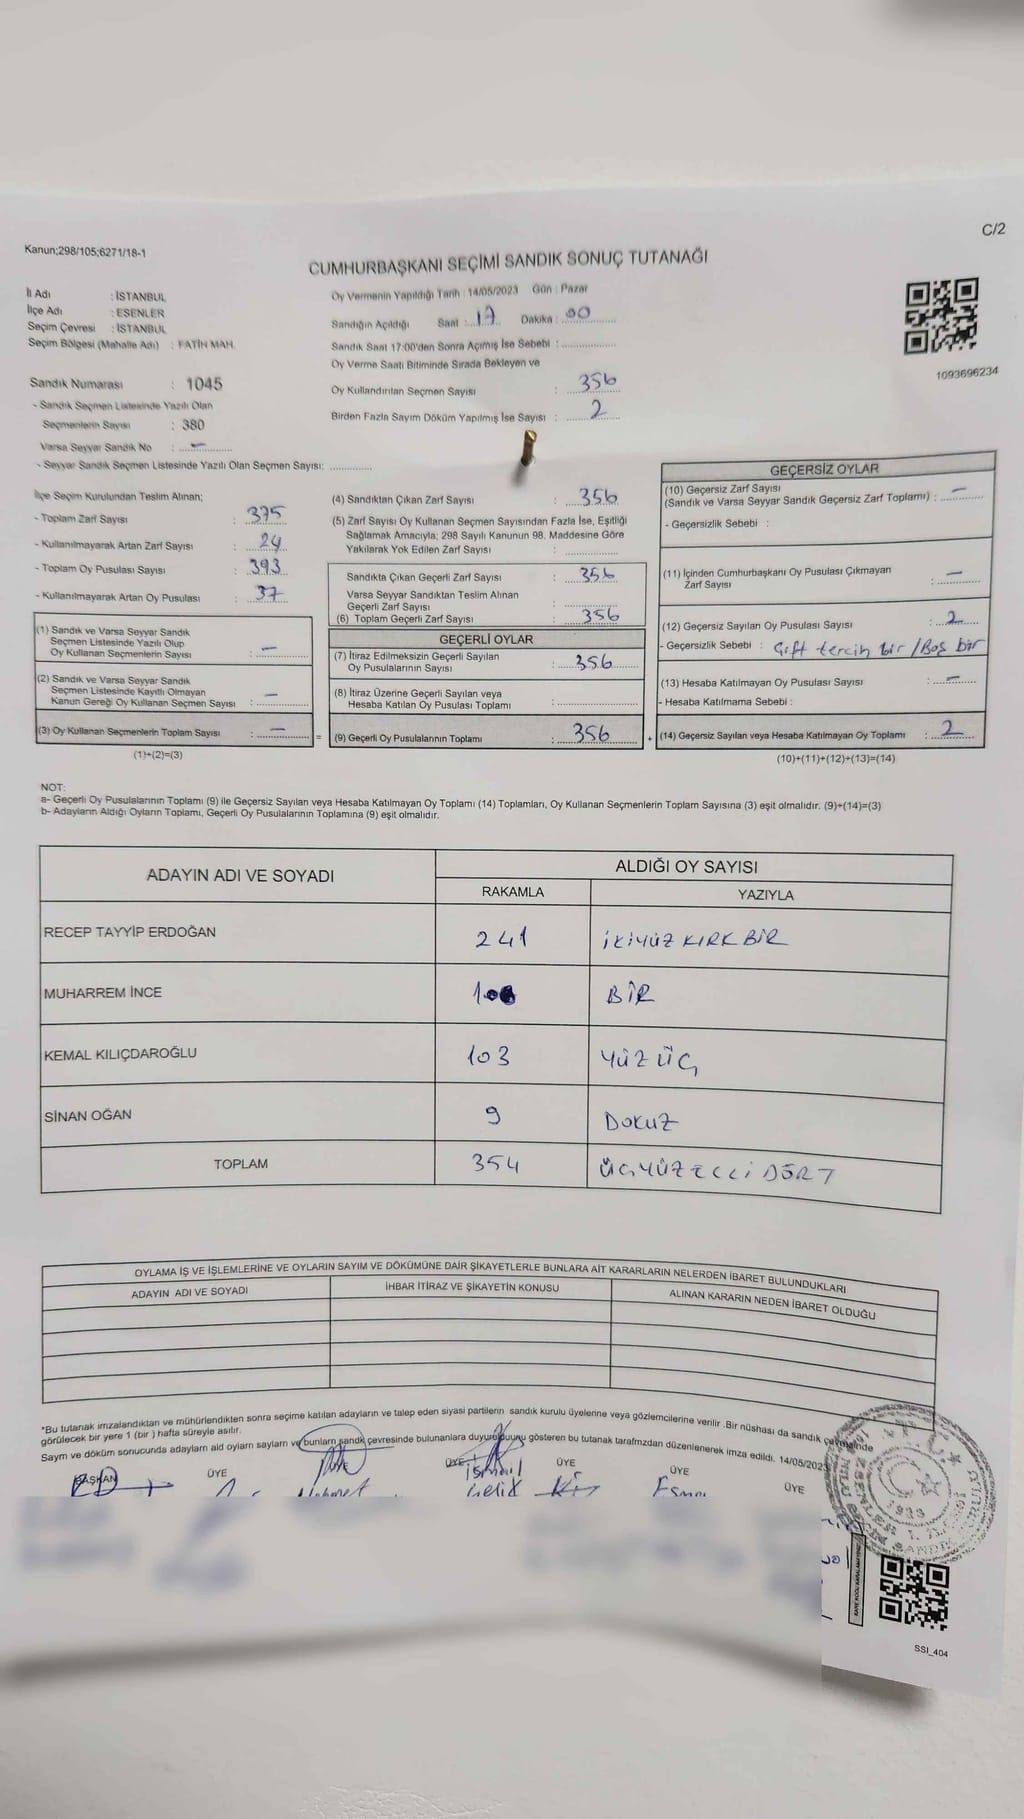 C/2
Kanun;298/105;6271/18-1
CUMHURBAŞKANI SEÇİMİ SANDIK SONUÇ TUTANAĞI
İl Adı : İSTANBUL
İlçe Adı : ESENLER
Seçim Çevresi : İSTANBUL
Seçim Bölgesi (Mahalle Adı) : FATİH MAH.
Oy Vermenin Yapıldığı Tarih : 14/05/2023 Gün : Pazar
Sandığın Açıldığı Saat : 17 Dakika : 00
Sandık Saat 17:00'den Sonra Açımış İse Sebebi :
Oy Verme Saati Bitiminde Sırada Bekleyen ve
Oy Kullandırılan Seçmen Sayısı : 356
Birden Fazla Sayım Döküm Yapılmış İse Sayısı : 2
1093696234
Sandık Numarası : 1045
- Sandık Seçmen Listesinde Yazılı Olan
Seçmenlerin Sayısı : 380
Varsa Seyyar Sandık No : -
- Seyyar Sandık Seçmen Listesinde Yazılı Olan Seçmen Sayısı:
İlçe Seçim Kurulundan Teslim Alınan;
- Toplam Zarf Sayısı : 375
- Kullanılmayarak Artan Zarf Sayısı : 24
- Toplam Oy Pusulası Sayısı : 393
- Kullanılmayarak Artan Oy Pusulası : 37
(1) Sandık ve Varsa Seyyar Sandık
Seçmen Listesinde Yazılı Olup
Oy Kullanan Seçmenlerin Sayısı : -
(2) Sandık ve Varsa Seyyar Sandık
Seçmen Listesinde Kayıtlı Olmayan
Kanun Gereği Oy Kullanan Seçmen Sayısı : -
(3) Oy Kullanan Seçmenlerin Toplam Sayısı : - =
(1)+(2)=(3)
(4) Sandıktan Çıkan Zarf Sayısı : 356
(5) Zarf Sayısı Oy Kullanan Seçmen Sayısından Fazla İse, Eşitliği
Sağlamak Amacıyla; 298 Sayılı Kanunun 98. Maddesine Göre
Yakılarak Yok Edilen Zarf Sayısı :
Sandıkta Çıkan Geçerli Zarf Sayısı : 356
Varsa Seyyar Sandıktan Teslim Alınan
Geçerli Zarf Sayısı :
(6) Toplam Geçerli Zarf Sayısı : 356
GEÇERLİ OYLAR
(7) İtiraz Edilmeksizin Geçerli Sayılan
Oy Pusulalarının Sayısı : 356
(8) İtiraz Üzerine Geçerli Sayılan veya
Hesaba Katılan Oy Pusulası Toplamı :
(9) Geçerli Oy Pusulalarının Toplamı : 356 +
GEÇERSİZ OYLAR
(10) Geçersiz Zarf Sayısı
(Sandık ve Varsa Seyyar Sandık Geçersiz Zarf Toplamı) : -
- Geçersizlik Sebebi :
(11) İçinden Cumhurbaşkanı Oy Pusulası Çıkmayan
Zarf Sayısı : -
(12) Geçersiz Sayılan Oy Pusulası Sayısı : 2
- Geçersizlik Sebebi : Çift tercih bir / Boş bir
(13) Hesaba Katılmayan Oy Pusulası Sayısı : -
- Hesaba Katılmama Sebebi :
(14) Geçersiz Sayılan veya Hesaba Katılmayan Oy Toplamı : 2
(10)+(11)+(12)+(13)=(14)
NOT:
a- Geçerli Oy Pusulalarının Toplamı (9) ile Geçersiz Sayılan veya Hesaba Katılmayan Oy Toplamı (14) Toplamları, Oy Kullanan Seçmenlerin Toplam Sayısına (3) eşit olmalıdır. (9)+(14)=(3)
b- Adayların Aldığı Oyların Toplamı, Geçerli Oy Pusulalarının Toplamına (9) eşit olmalıdır.
ADAYIN ADI VE SOYADI
ALDIĞI OY SAYISI
RAKAMLA YAZIYLA
RECEP TAYYİP ERDOĞAN 241 İKİYÜZ KIRK BİR
MUHARREM İNCE 1 BİR
KEMAL KILIÇDAROĞLU 103 YÜZ ÜÇ
SİNAN OĞAN 9 DOKUZ
TOPLAM 354 ÜÇYÜZELLİ DÖRT
OYLAMA İŞ VE İŞLEMLERİNE VE OYLARIN SAYIM VE DÖKÜMÜNE DAİR ŞİKAYETLERLE BUNLARA AİT KARARLARIN NELERDEN İBARET BULUNDUKLARI
ADAYIN ADI VE SOYADI İHBAR İTİRAZ VE ŞİKAYETİN KONUSU ALINAN KARARIN NEDEN İBARET OLDUĞU
*Bu tutanak imzalandıktan ve mühürlendikten sonra seçime katılan adayların ve talep eden siyasi partilerin sandık kurulu üyelerine veya gözlemcilerine verilir .Bir nüshası da sandık çevresinde
görülecek bir yere 1 (bir ) hafta süreyle asılır.
Sayım ve döküm sonucunda adayların aldı oyların sayların ve bunların sandk çevresinde bulunanlara duyurduğunu gösteren bu tutanak tarafmzdan düzenlenerek imza edildi. 14/05/2023
BAŞKAN ÜYE ÜYE ÜYE ÜYE ÜYE
Mehmet İsmail Çelik
1933
SSI_404